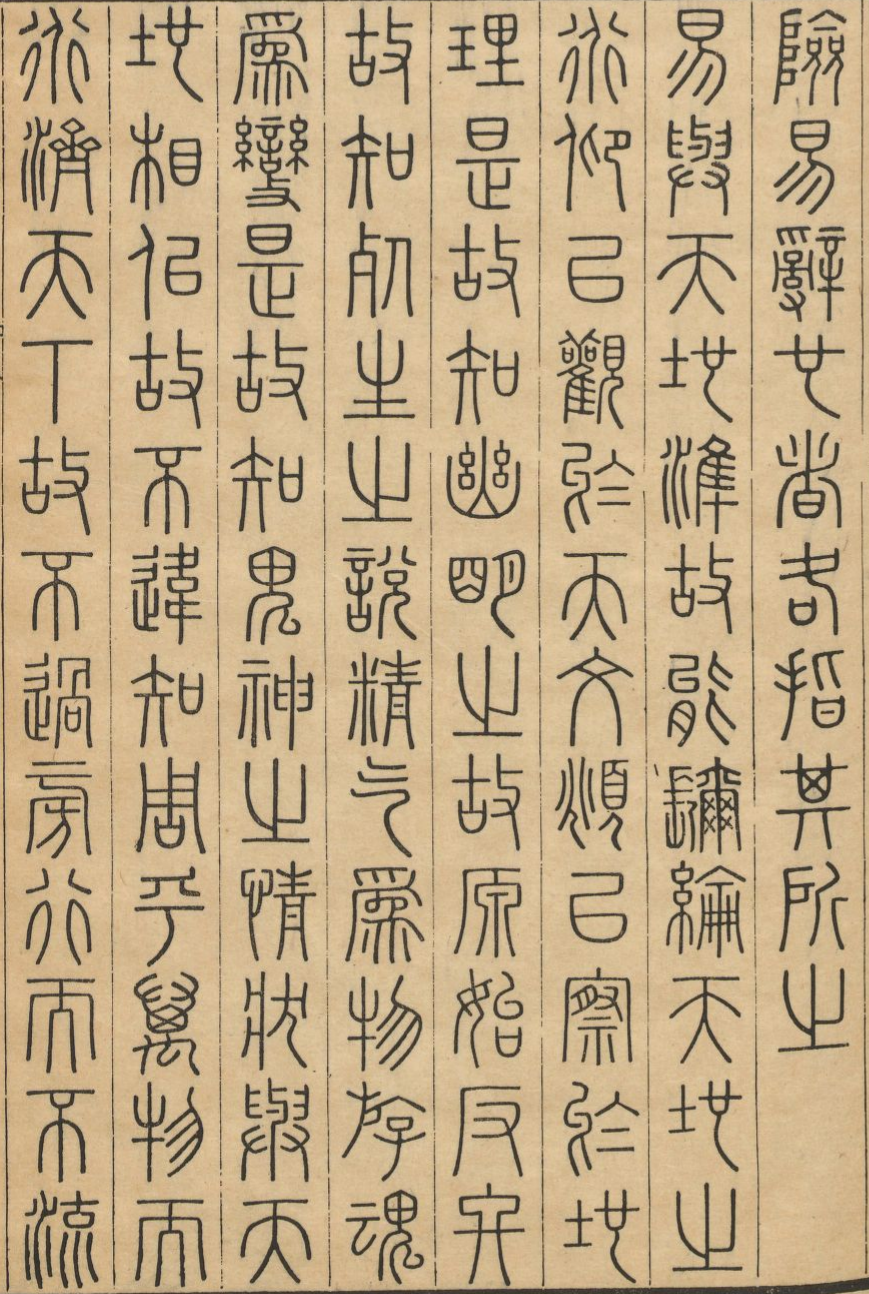 險易辭也者各指其所之
易與天地準故能彌綸天地之
道仰以觀於天文頫以察於地
理是故知幽朙之故原始反終
故知死生之說精气爲物游魂
爲變是故知鬼神之情狀與天
地相似故不違知周乎萬物而
道濟天下故不過旁行而不流